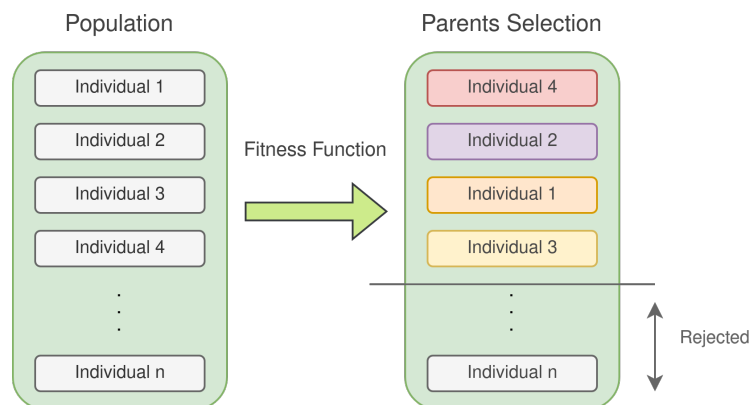 Population
Individual 1
Individual 2
Individual 3
Individual 4
.
.
.
Individual n
Fitness Function
Parents Selection
Individual 4
Individual 2
Individual 1
Individual 3
.
.
.
Individual n
Rejected